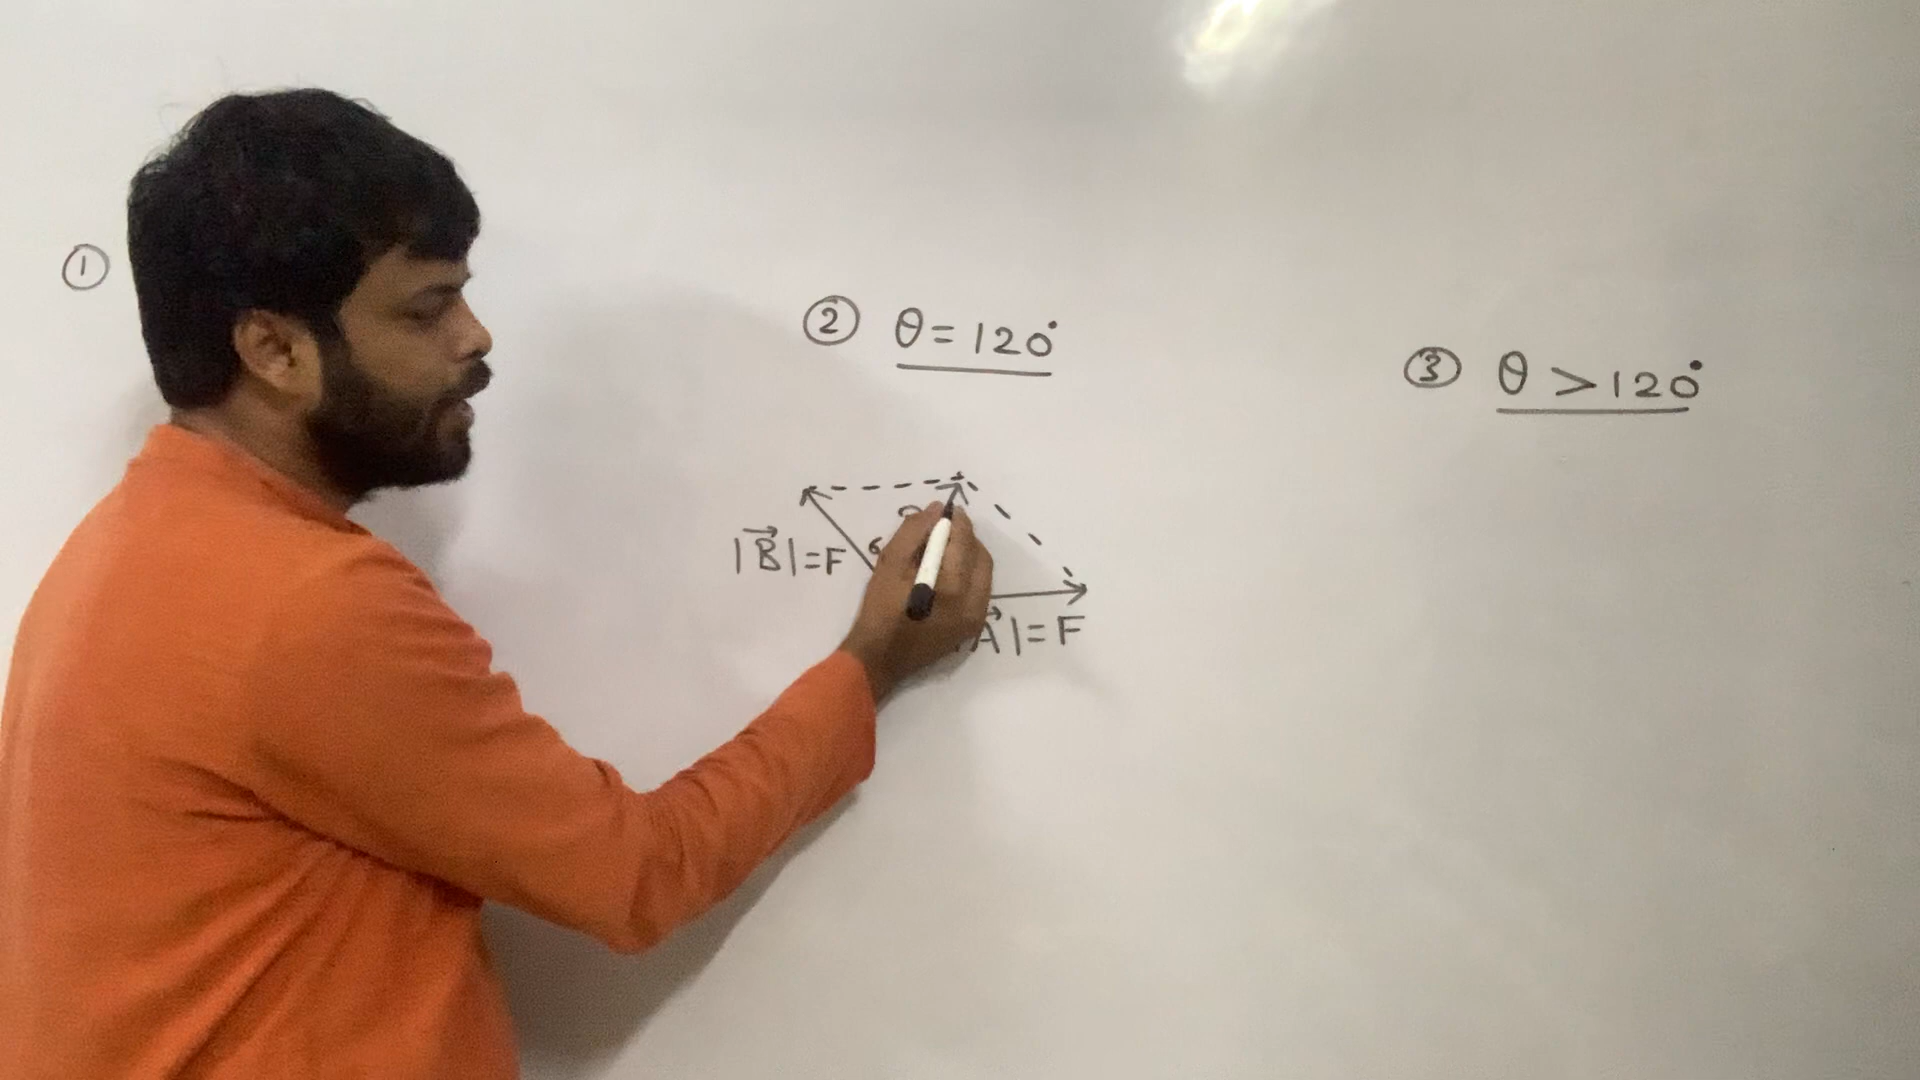 ①
② θ = 120°
③ θ > 120°
|B⃗| = F
A⃗| = F